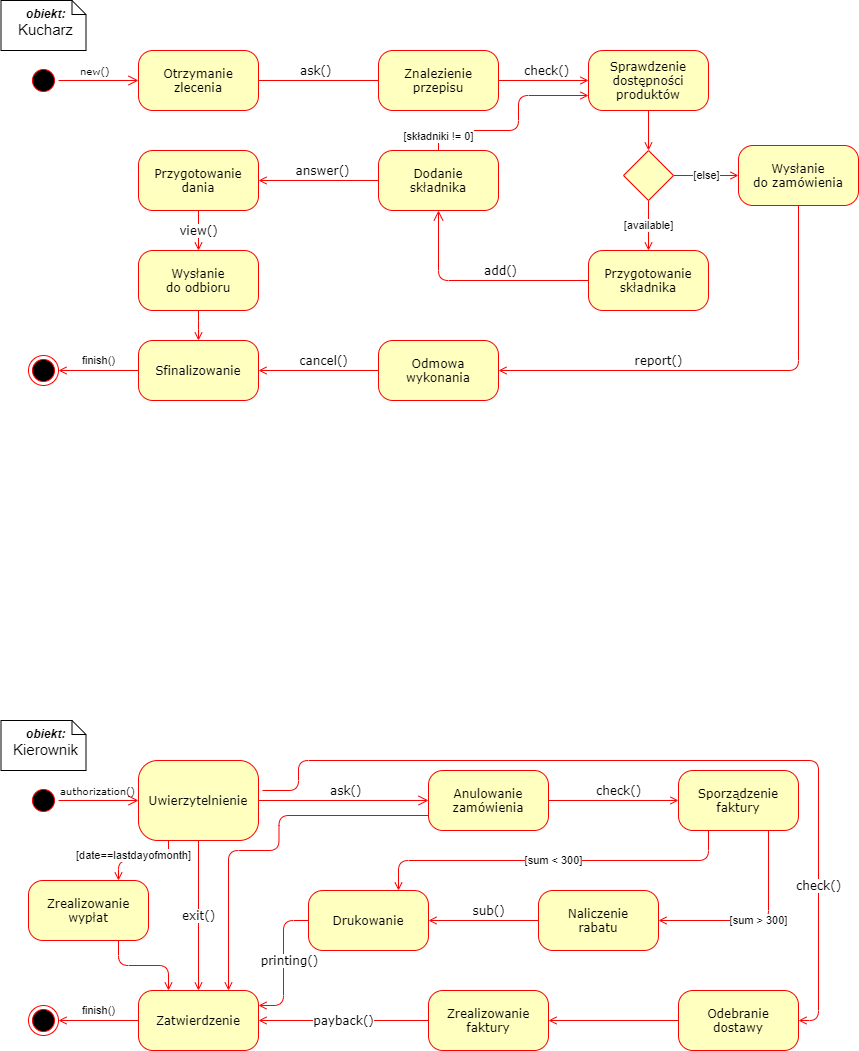 obiekt:
Kucharz
new()
Otrzymanie
zlecenia
ask()
Znalezienie
przepisu
check()
Sprawdzenie
dostępności
produktów
[składniki != 0]
Przygotowanie
dania
answer()
Dodanie
składnika
[else]
Wysłanie
do zamówienia
view()
[available]
Wysłanie
do odbioru
add()
Przygotowanie
składnika
finish()
Sfinalizowanie
cancel()
Odmowa
wykonania
report()
obiekt:
Kierownik
authorization()
Uwierzytelnienie
ask()
Anulowanie
zamówienia
check()
Sporządzenie
faktury
[date==lastdayofmonth]
[sum < 300]
check()
Zrealizowanie
wypłat
exit()
Drukowanie
sub()
Naliczenie
rabatu
[sum > 300]
printing()
finish()
Zatwierdzenie
payback()
Zrealizowanie
faktury
Odebranie
dostawy